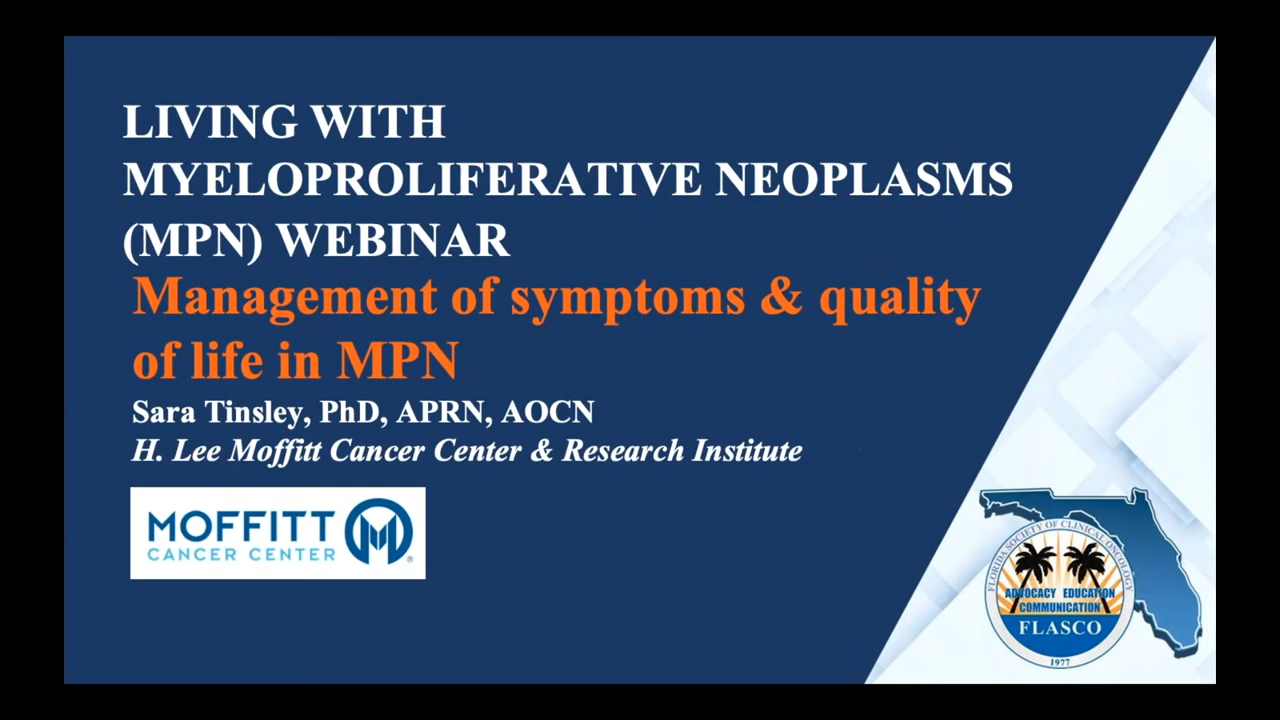 LIVING WITH
MYELOPROLIFERATIVE NEOPLASMS
(MPN) WEBINAR
Management of symptoms & quality
of life in MPN
Sara Tinsley, PhD, APRN, AOCN
H. Lee Moffitt Cancer Center & Research Institute
MOFFITT
CANCER CENTER
®
FLORIDA SOCIETY OF CLINICAL ONCOLOGY
ADVOCACY EDUCATION
COMMUNICATION
FLASCO
1977